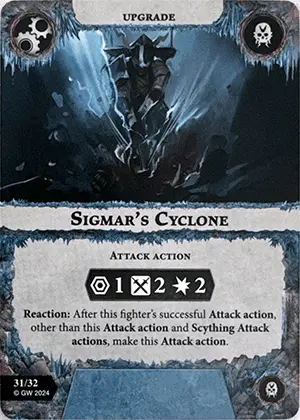 UPGRADE
SIGMAR'S CYCLONE
ATTACK ACTION
1 2 2
Reaction: After this fighter's successful Attack action,
other than this Attack action and Scything Attack
actions, make this Attack action.
31/32
© GW 2024